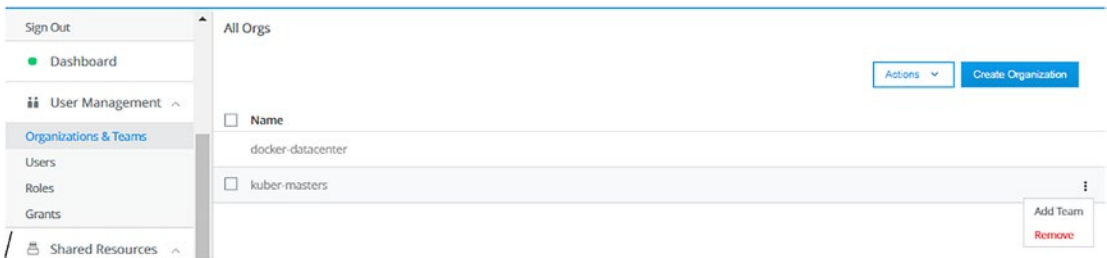 Sign Out
Dashboard
User Management
Organizations & Teams
Users
Roles
Grants
Shared Resources
All Orgs
Actions
Create Organization
Name
docker-datacenter
kuber-masters
Add Team
Remove